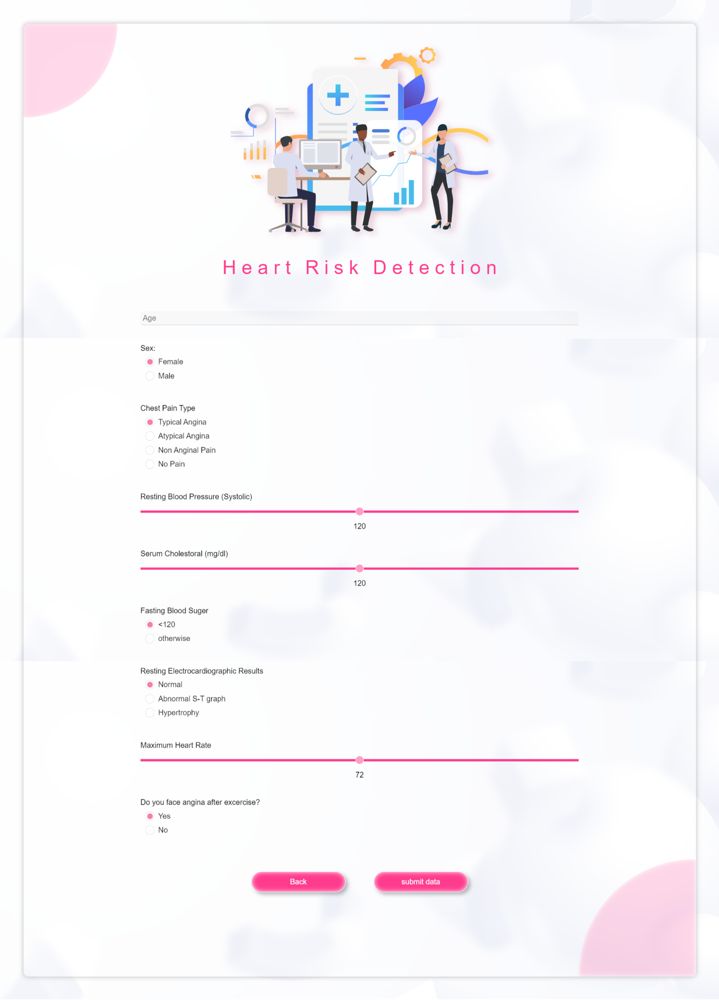 Heart Risk Detection
Age
Sex:
Female
Male
Chest Pain Type
Typical Angina
Atypical Angina
Non Anginal Pain
No Pain
Resting Blood Pressure (Systolic)
120
Serum Cholestoral (mg/dl)
120
Fasting Blood Suger
<120
otherwise
Resting Electrocardiographic Results
Normal
Abnormal S-T graph
Hypertrophy
Maximum Heart Rate
72
Do you face angina after excercise?
Yes
No
Back
submit data